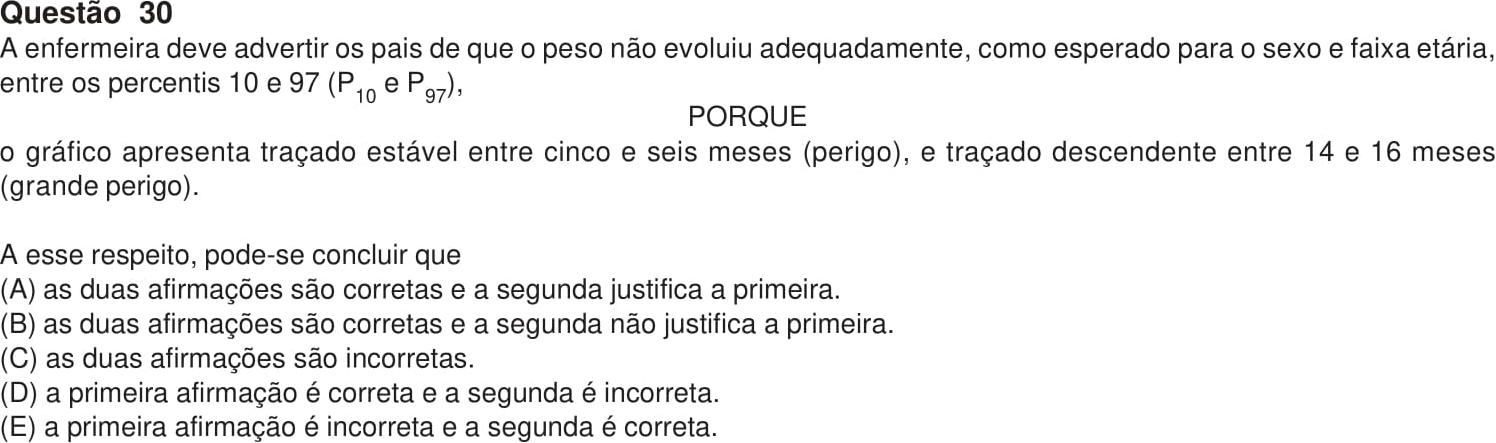 Questão 30
A enfermeira deve advertir os pais de que o peso não evoluiu adequadamente, como esperado para o sexo e faixa etária,
entre os percentis 10 e 97 (P10 e P97),
PORQUE
o gráfico apresenta traçado estável entre cinco e seis meses (perigo), e traçado descendente entre 14 e 16 meses
(grande perigo).
A esse respeito, pode-se concluir que
(A) as duas afirmações são corretas e a segunda justifica a primeira.
(B) as duas afirmações são corretas e a segunda não justifica a primeira.
(C) as duas afirmações são incorretas.
(D) a primeira afirmação é correta e a segunda é incorreta.
(E) a primeira afirmação é incorreta e a segunda é correta.